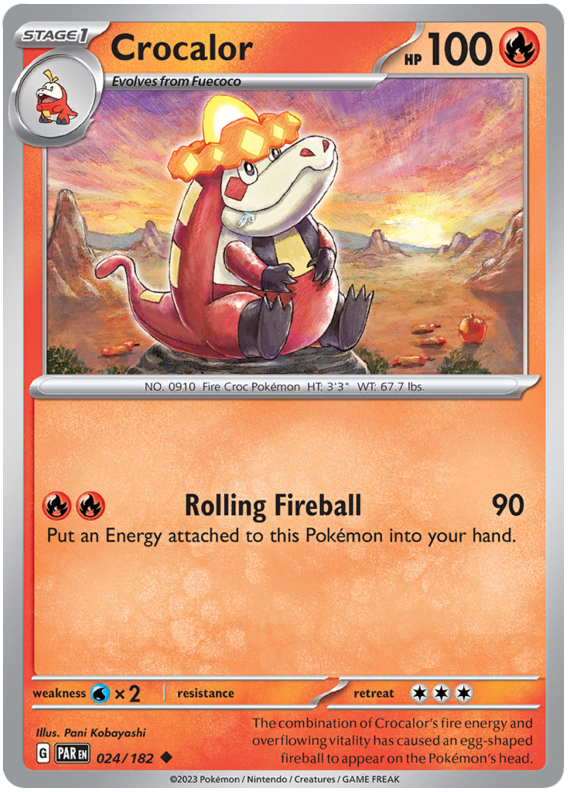 STAGE1
Crocalor
HP 100
Evolves from Fuecoco
NO. 0910 Fire Croc Pokémon HT: 3'3" WT: 67.7 lbs.
Rolling Fireball 90
Put an Energy attached to this Pokémon into your hand.
weakness ×2 resistance retreat
Illus. Pani Kobayashi
G PAR EN 024/182
The combination of Crocalor's fire energy and
overflowing vitality has caused an egg-shaped
fireball to appear on the Pokémon's head.
©2023 Pokémon / Nintendo / Creatures / GAME FREAK